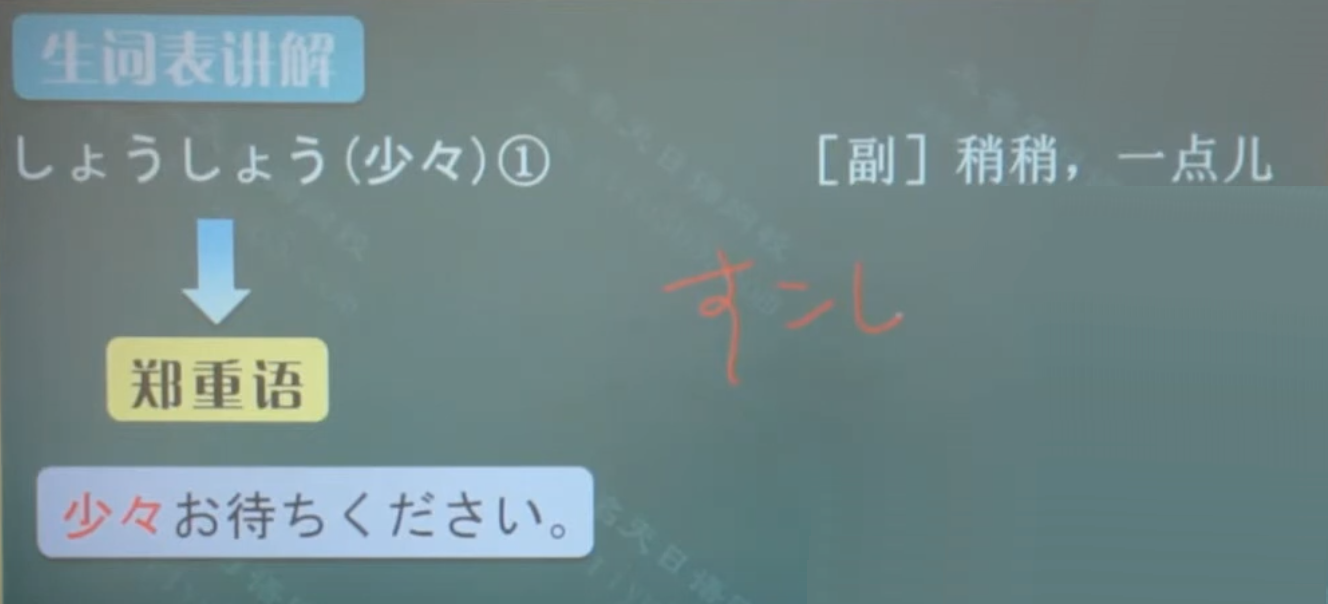 生词表讲解
しょうしょう(少々)① [副] 稍稍，一点儿
すこし
郑重语
少々お待ちください。